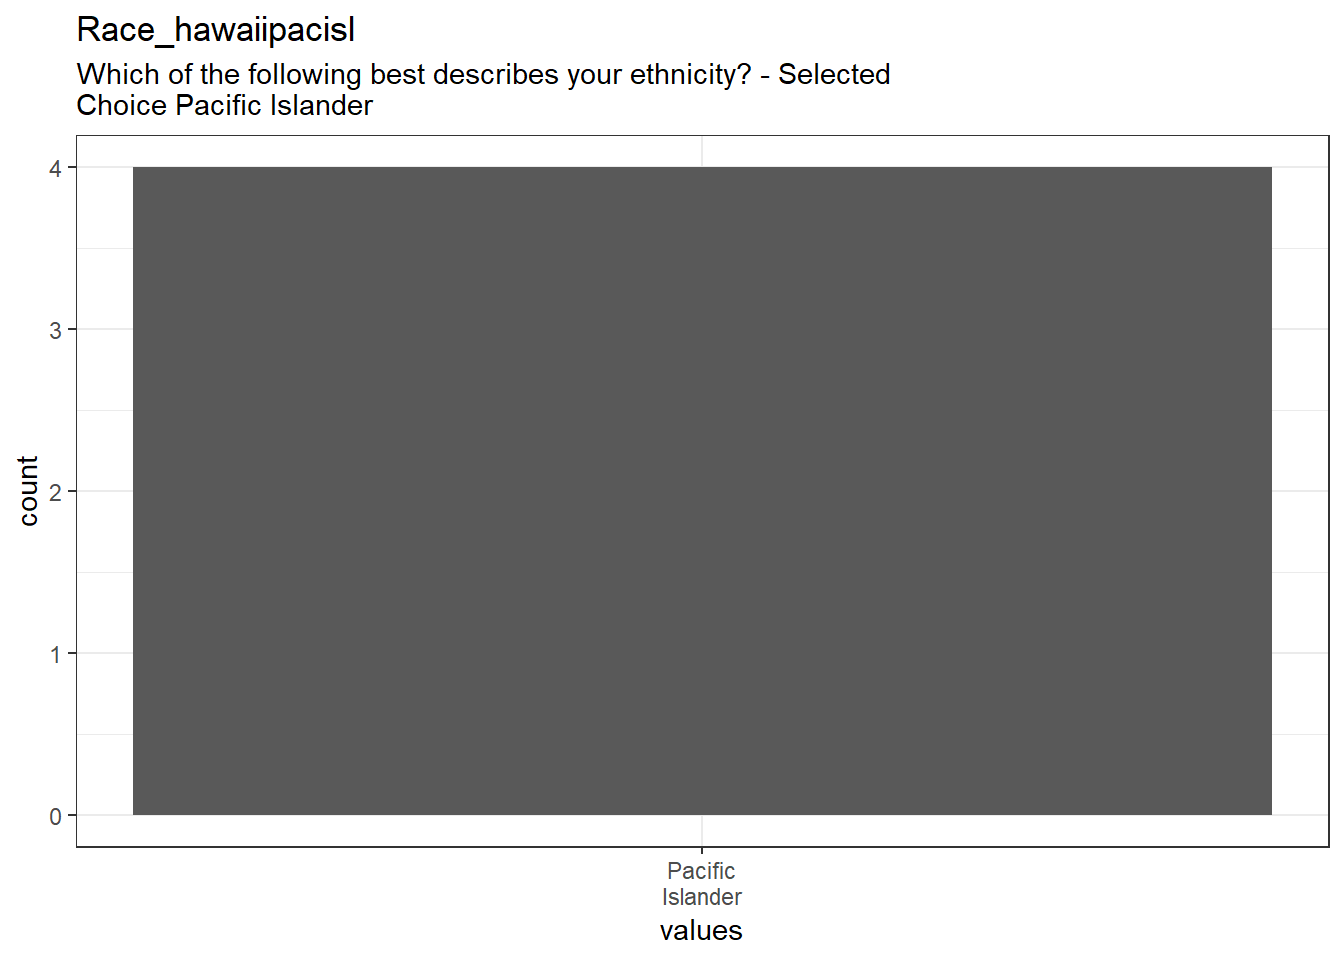 Race_hawaiipacisl
Which of the following best describes your ethnicity? - Selected
Choice Pacific Islander
4
3
2
1
0
count
Pacific
Islander
values